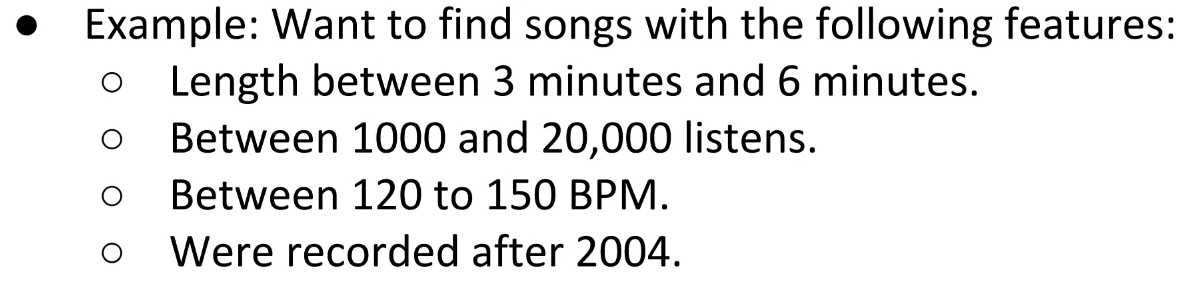 ● Example: Want to find songs with the following features:
○ Length between 3 minutes and 6 minutes.
○ Between 1000 and 20,000 listens.
○ Between 120 to 150 BPM.
○ Were recorded after 2004.